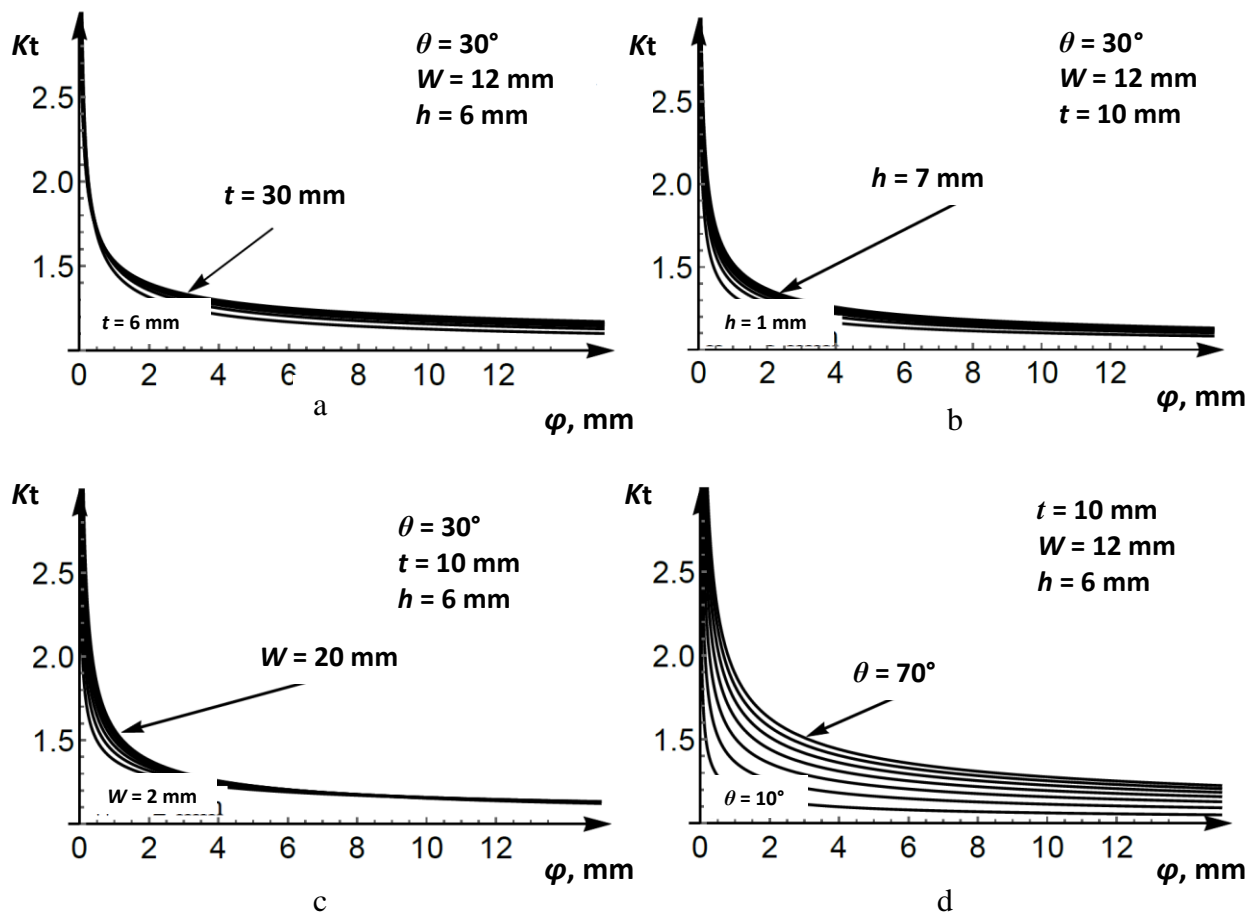 Kt
θ = 30°
W = 12 mm
h = 6 mm
2.5
2.0
1.5
t = 30 mm
t = 6 mm
0 2 4 6 8 10 12
φ, mm
a
Kt
θ = 30°
W = 12 mm
t = 10 mm
2.5
2.0
1.5
h = 7 mm
h = 1 mm
0 2 4 6 8 10 12
φ, mm
b
Kt
θ = 30°
t = 10 mm
h = 6 mm
2.5
2.0
1.5
W = 20 mm
W = 2 mm
0 2 4 6 8 10 12
φ, mm
c
Kt
t = 10 mm
W = 12 mm
h = 6 mm
2.5
2.0
1.5
θ = 70°
θ = 10°
0 2 4 6 8 10 12
φ, mm
d